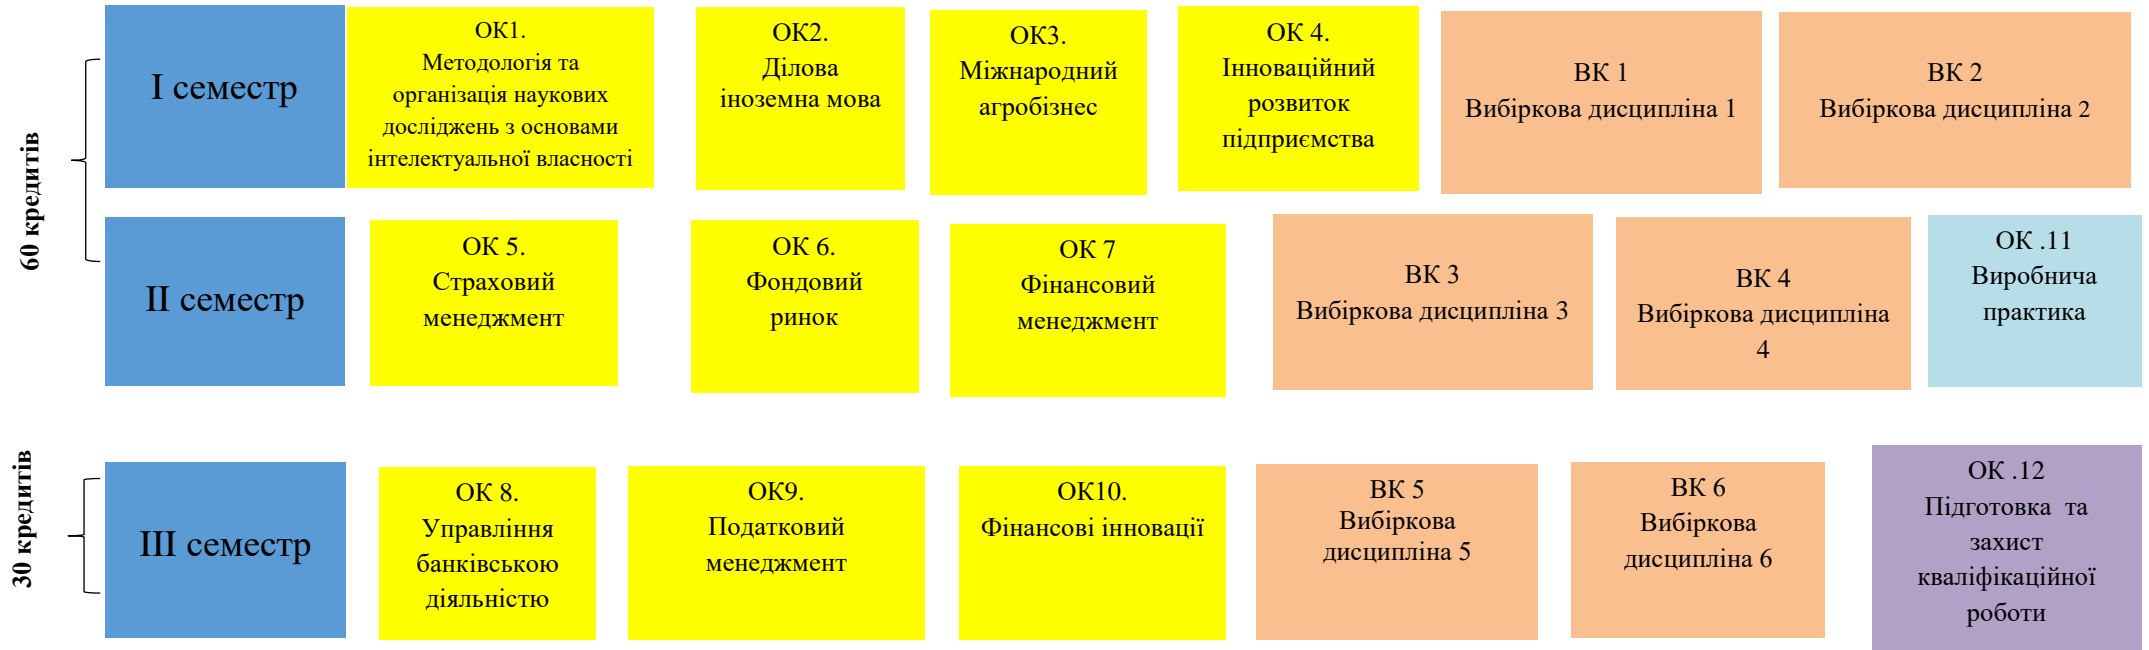 60 кредитів
І семестр
ОК1.
Методологія та
організація наукових
досліджень з основами
інтелектуальної власності
ОК2.
Ділова
іноземна мова
ОК3.
Міжнародний
агробізнес
ОК 4.
Інноваційний
розвиток
підприємства
ВК 1
Вибіркова дисципліна 1
ВК 2
Вибіркова дисципліна 2
ІІ семестр
ОК 5.
Страховий
менеджмент
ОК 6.
Фондовий
ринок
ОК 7
Фінансовий
менеджмент
ВК 3
Вибіркова дисципліна 3
ВК 4
Вибіркова дисципліна
4
ОК .11
Виробнича
практика
30 кредитів
ІІІ семестр
ОК 8.
Управління
банківською
діяльністю
ОК9.
Податковий
менеджмент
ОК10.
Фінансові інновації
ВК 5
Вибіркова
дисципліна 5
ВК 6
Вибіркова
дисципліна 6
ОК .12
Підготовка та
захист
кваліфікаційної
роботи